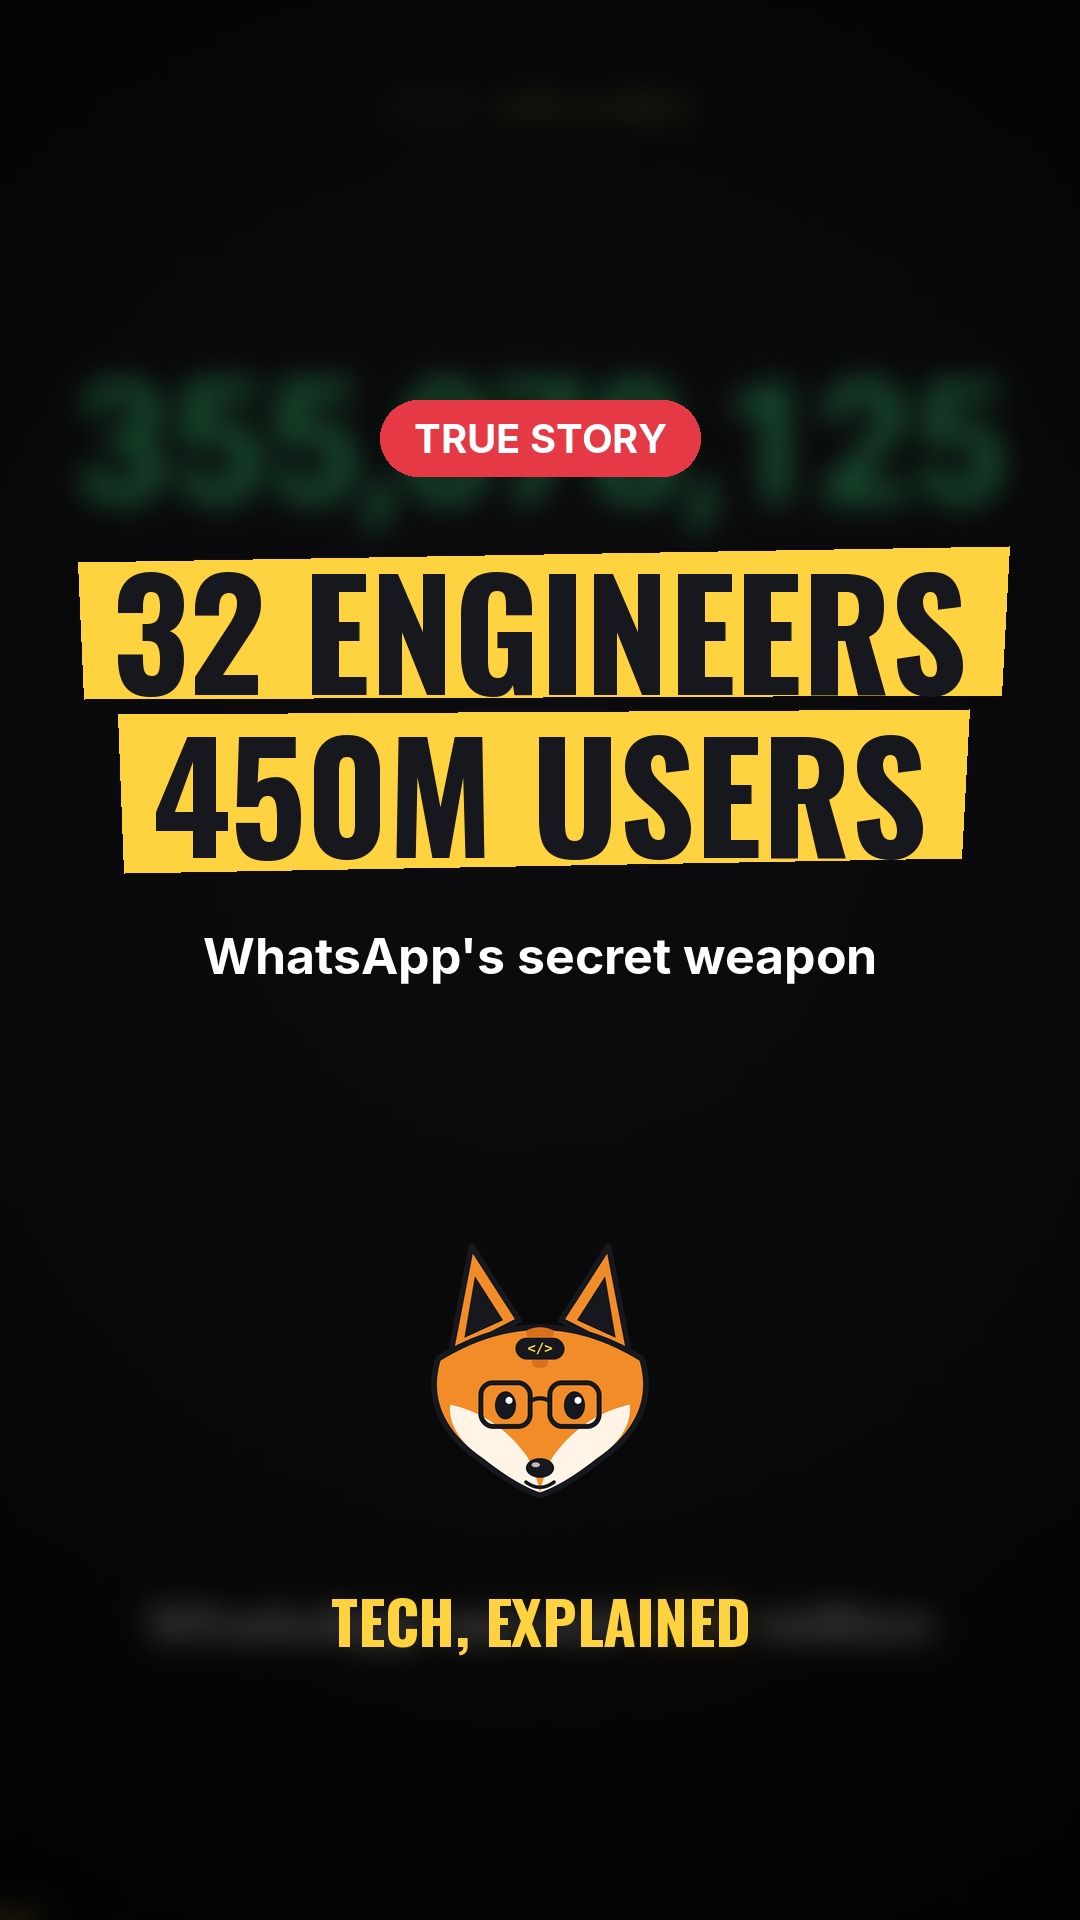 TRUE STORY
32 ENGINEERS
450M USERS
WhatsApp's secret weapon
</>
TECH, EXPLAINED